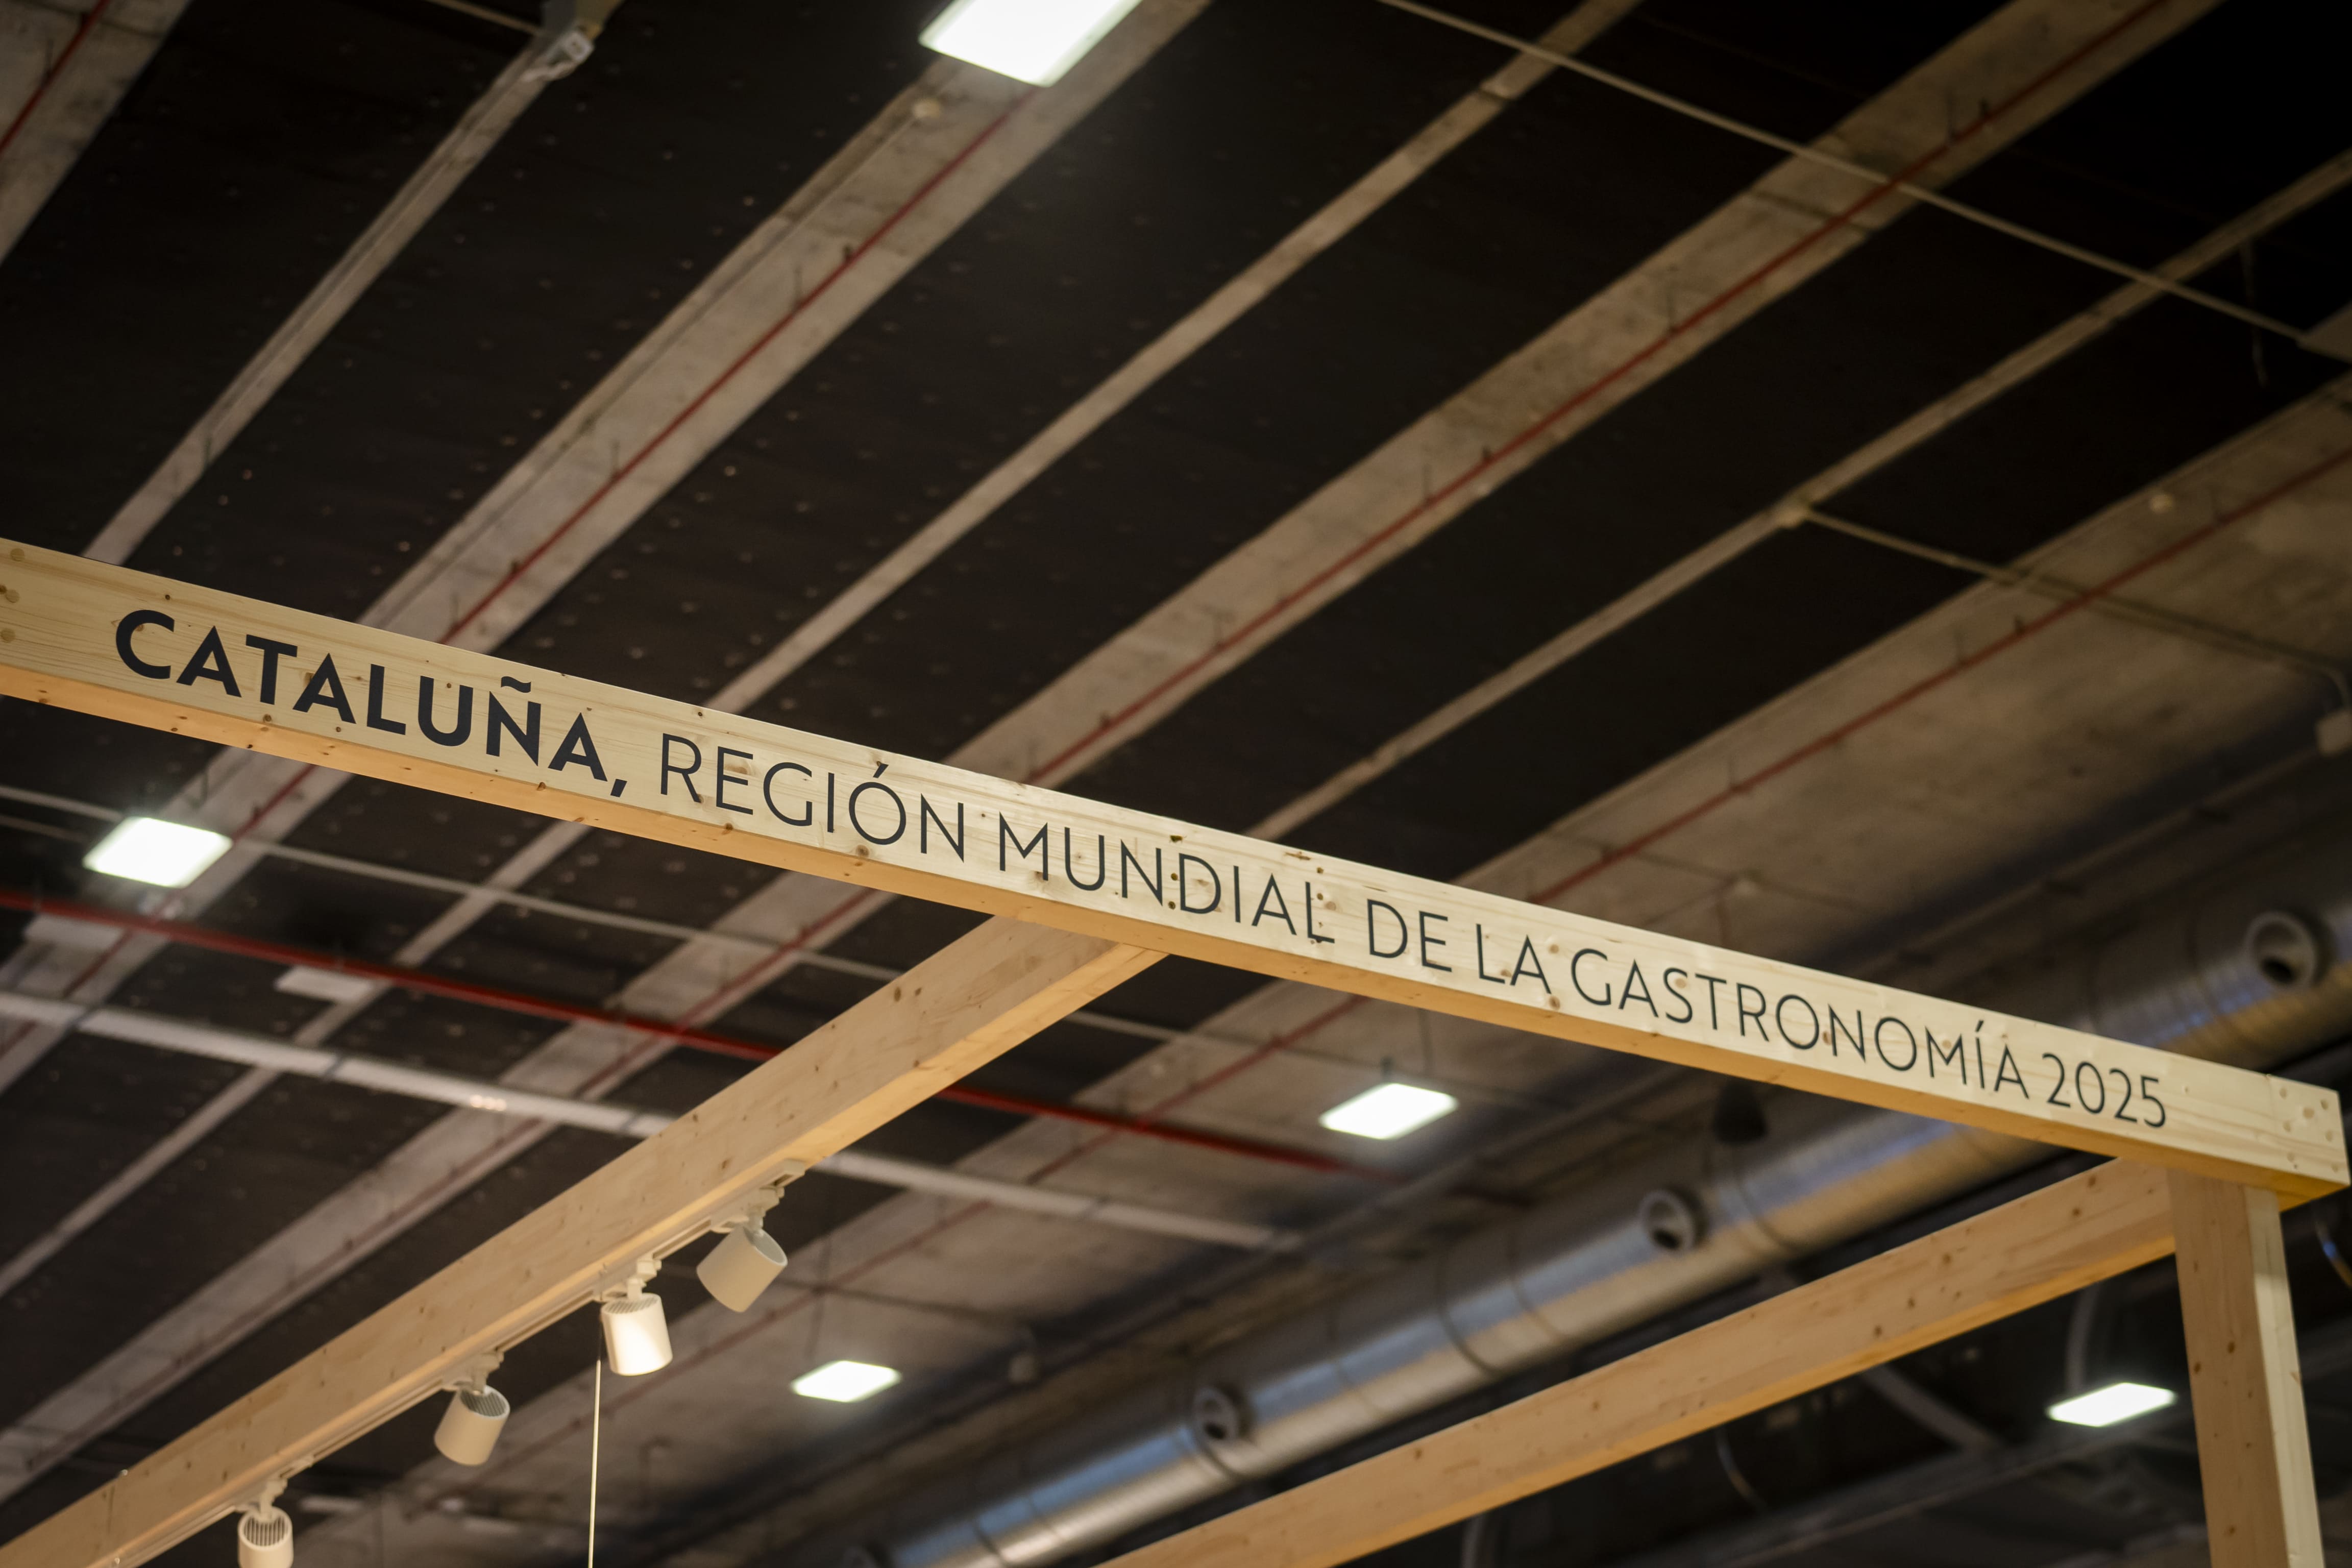 CATALUÑA, REGIÓN MUNDIAL DE LA GASTRONOMÍA 2025